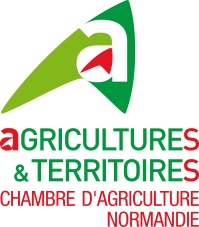 a
aGRICULTURES
& TERRITOIRES
CHAMBRE D'AGRICULTURE
NORMANDIE